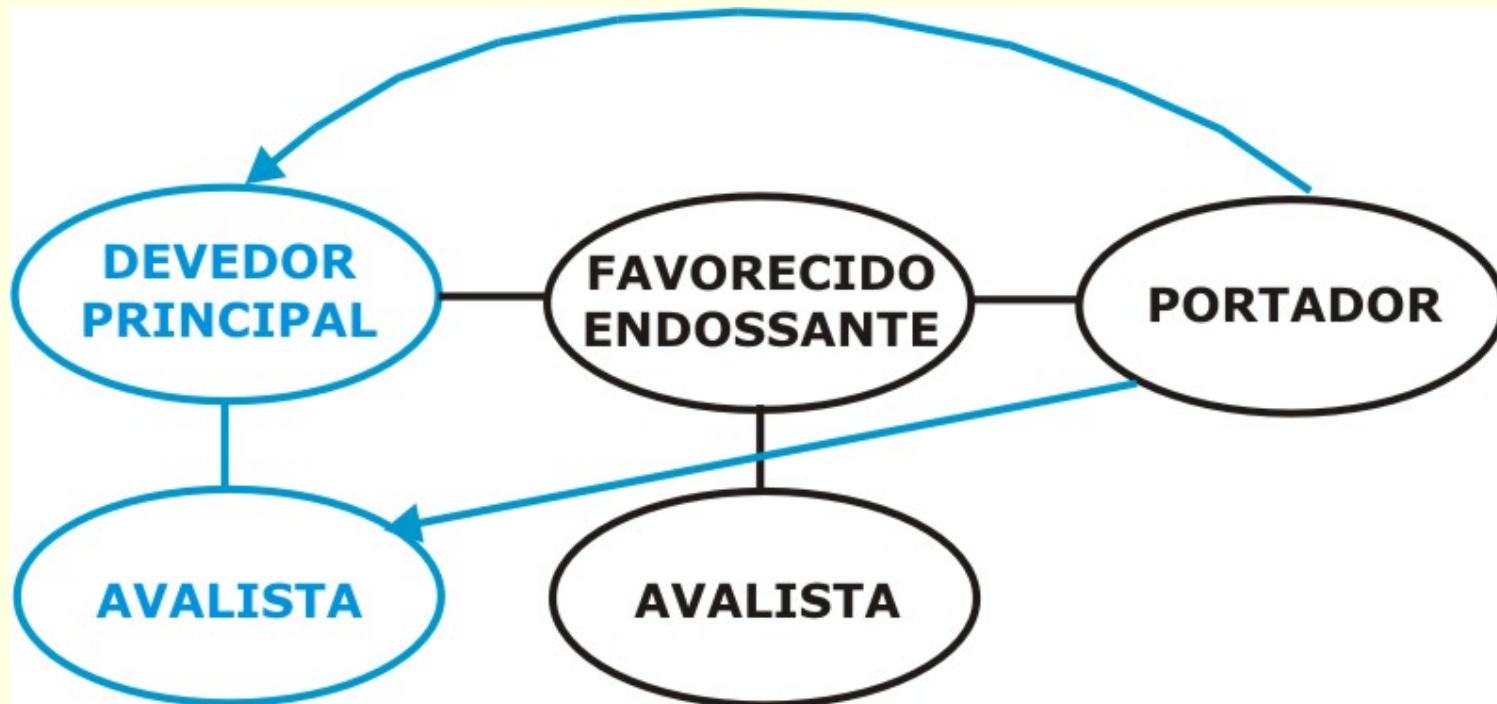 DEVEDOR
PRINCIPAL
FAVORECIDO
ENDOSSANTE
PORTADOR
AVALISTA
AVALISTA